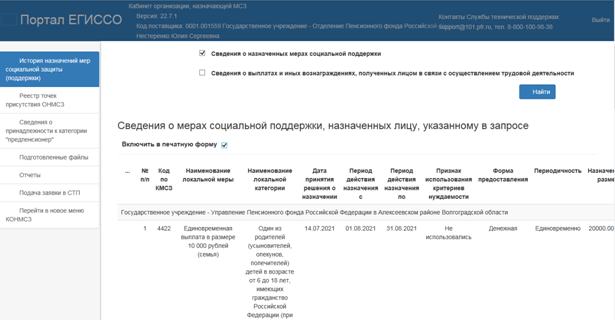 Кабинет организации, назначающей МСЗ
Портал ЕГИССО
Версия: 22.7.1
Код поставщика: 0001.001559 Государственное учреждение - Отделение Пенсионного фонда Российской
Нестеренко Юлия Сергеевна
Контакты Службы технической поддержки:
support@101.pfr.ru, тел. 8-800-100-96-38
Выйти
История назначений мер
социальной защиты
(поддержки)
Реестр точек
присутствия ОНМСЗ
Сведения о
принадлежности к категории
"предпенсионер"
Подготовленные файлы
Отчеты
Подача заявки в СТП
Перейти в новое меню
КОНМСЗ
Сведения о назначенных мерах социальной поддержки
Сведения о выплатах и иных вознаграждениях, полученных лицом в связи с осуществлением трудовой деятельности
Найти
Сведения о мерах социальной поддержки, назначенных лицу, указанному в запросе
Включить в печатную форму
... № п/п Код по КМСЗ Наименование локальной меры Наименование локальной категории Дата принятия решения о назначении Период действия назначения с Период действия назначения по Признак использования критериев нуждаемости Форма предоставления Периодичность Назначен разме
Государственное учреждение - Управление Пенсионного фонда Российской Федерации в Алексеевском районе Волгоградской области
1 4422 Единовременная выплата в размере 10 000 рублей (семья) Один из родителей (усыновителей, опекунов, попечителей) детей в возрасте от 6 до 18 лет, имеющих гражданство Российской Федерации (при 14.07.2021 01.08.2021 31.08.2021 Не использовались Денежная Единовременно 20000.00